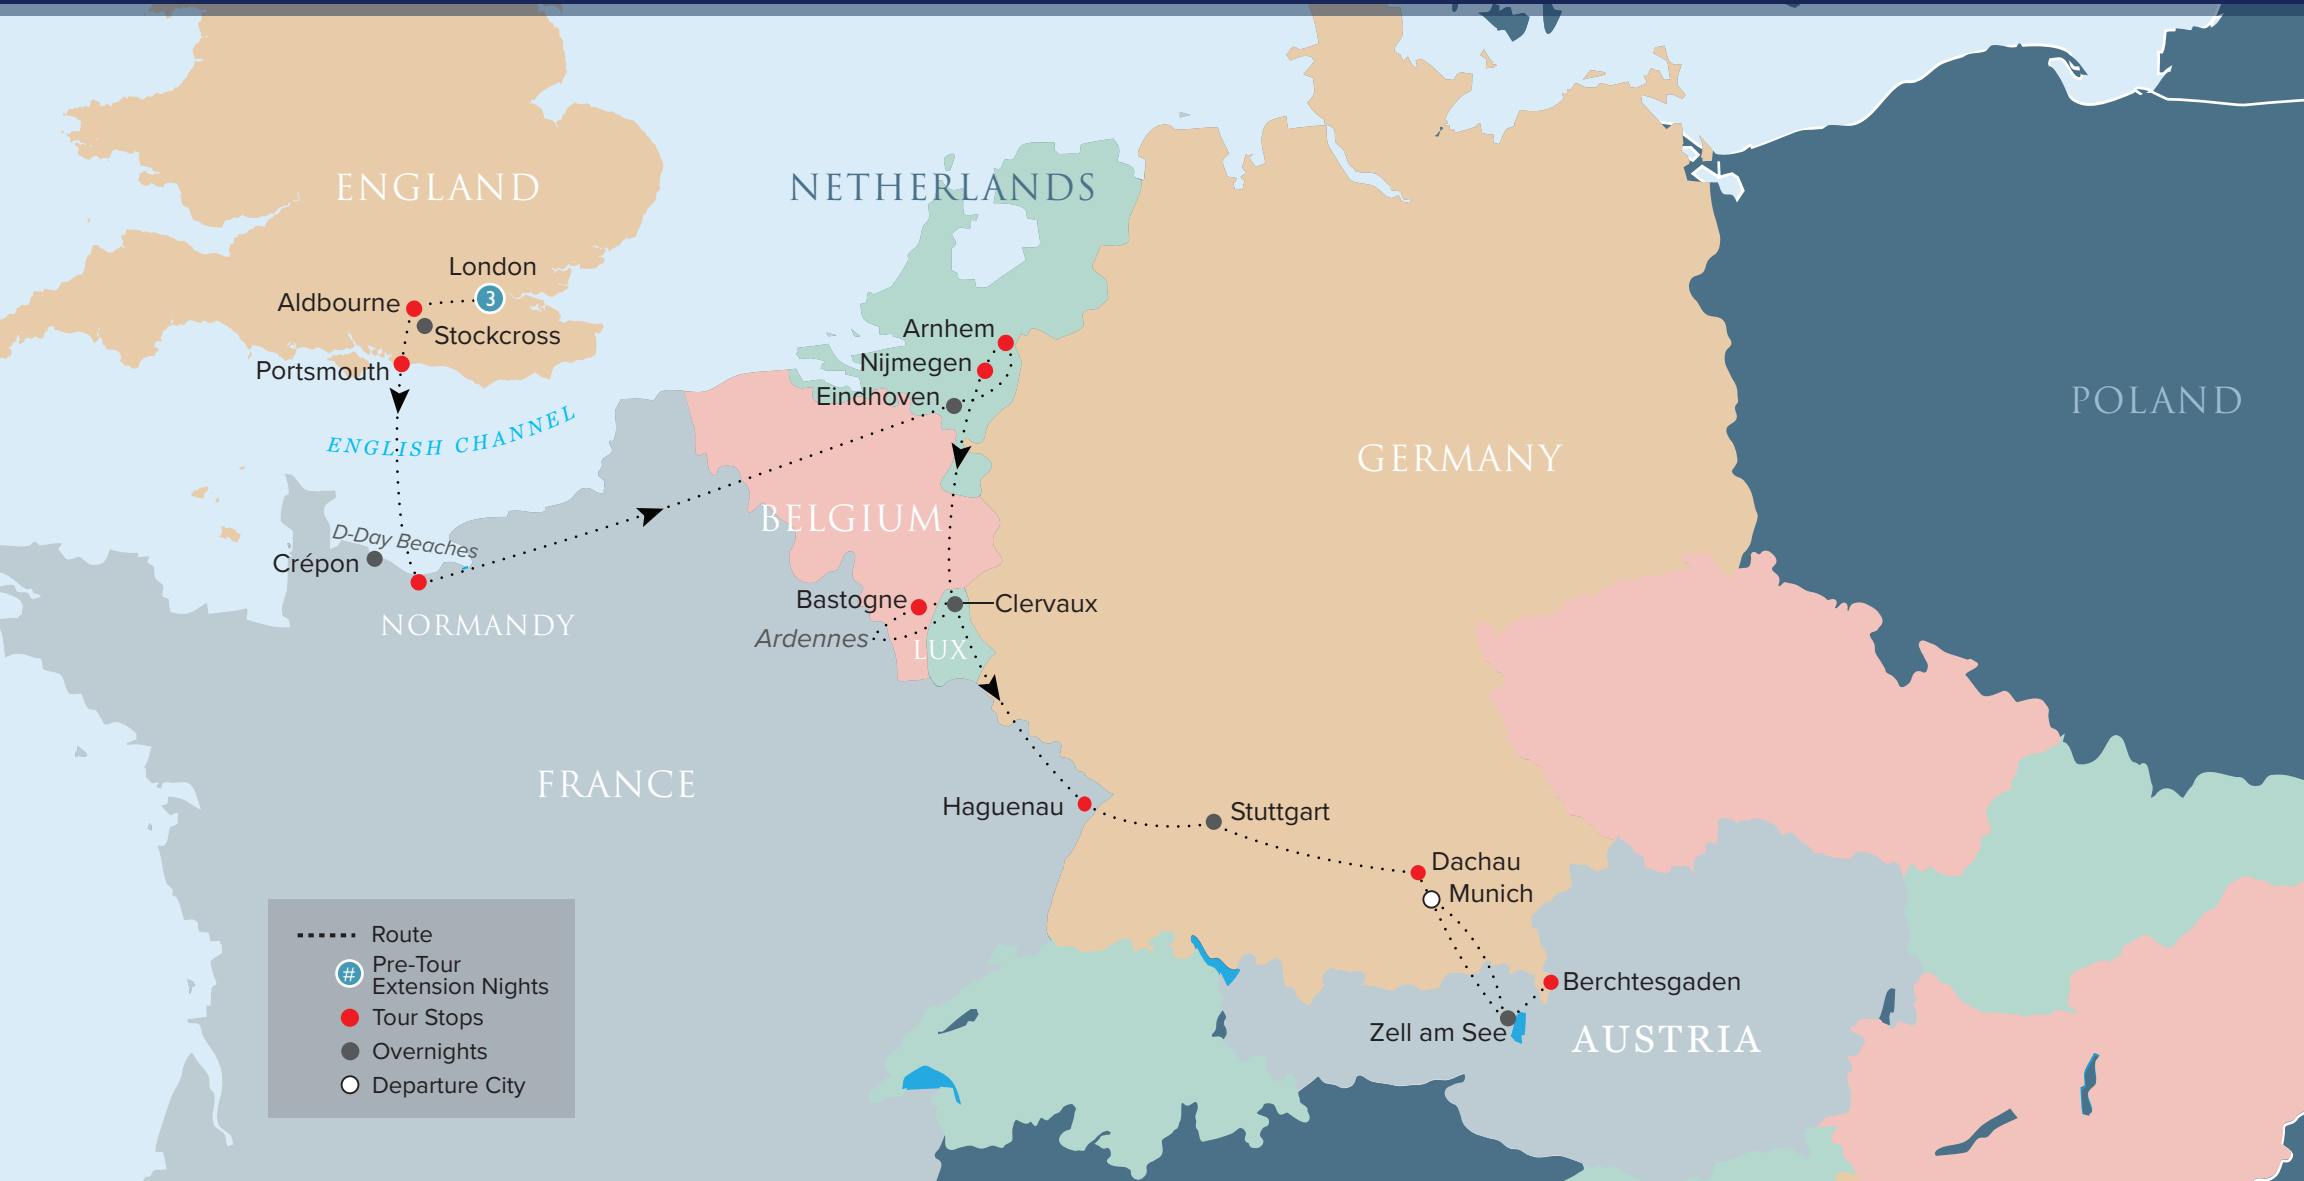 ENGLAND
NETHERLANDS
London
3
Aldbourne
Stockcross
Portsmouth
Arnhem
Nijmegen
Eindhoven
POLAND
ENGLISH CHANNEL
GERMANY
BELGIUM
D-Day Beaches
Crépon
NORMANDY
Bastogne
Clervaux
Ardennes
LUX
FRANCE
Haguenau
Stuttgart
Dachau
Munich
Berchtesgaden
Zell am See
AUSTRIA
Route
# Pre-Tour
Extension Nights
Tour Stops
Overnights
Departure City